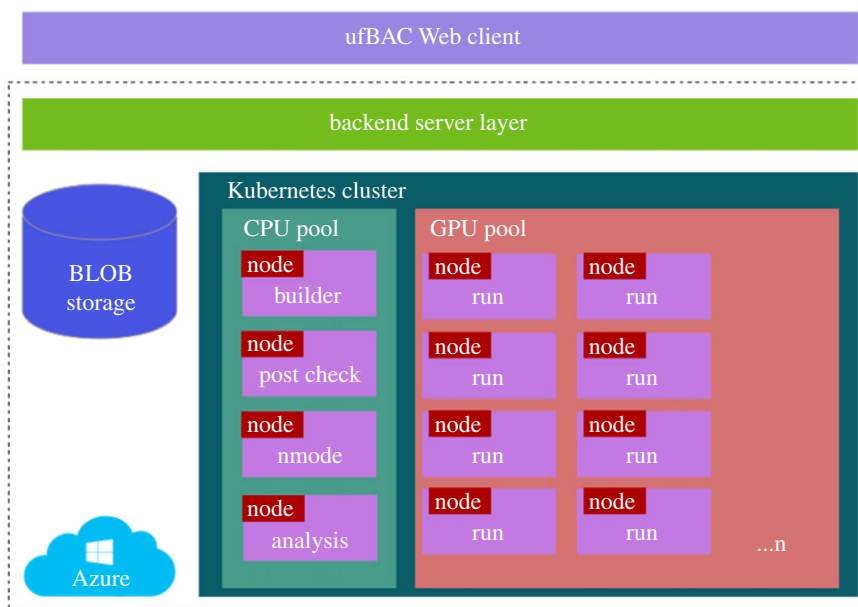 ufBAC Web client
backend server layer
BLOB
storage
Azure
Kubernetes cluster
CPU pool
node
builder
node
post check
node
nmode
node
analysis
GPU pool
node
run
node
run
node
run
node
run
node
run
node
run
node
run
node
run
...n